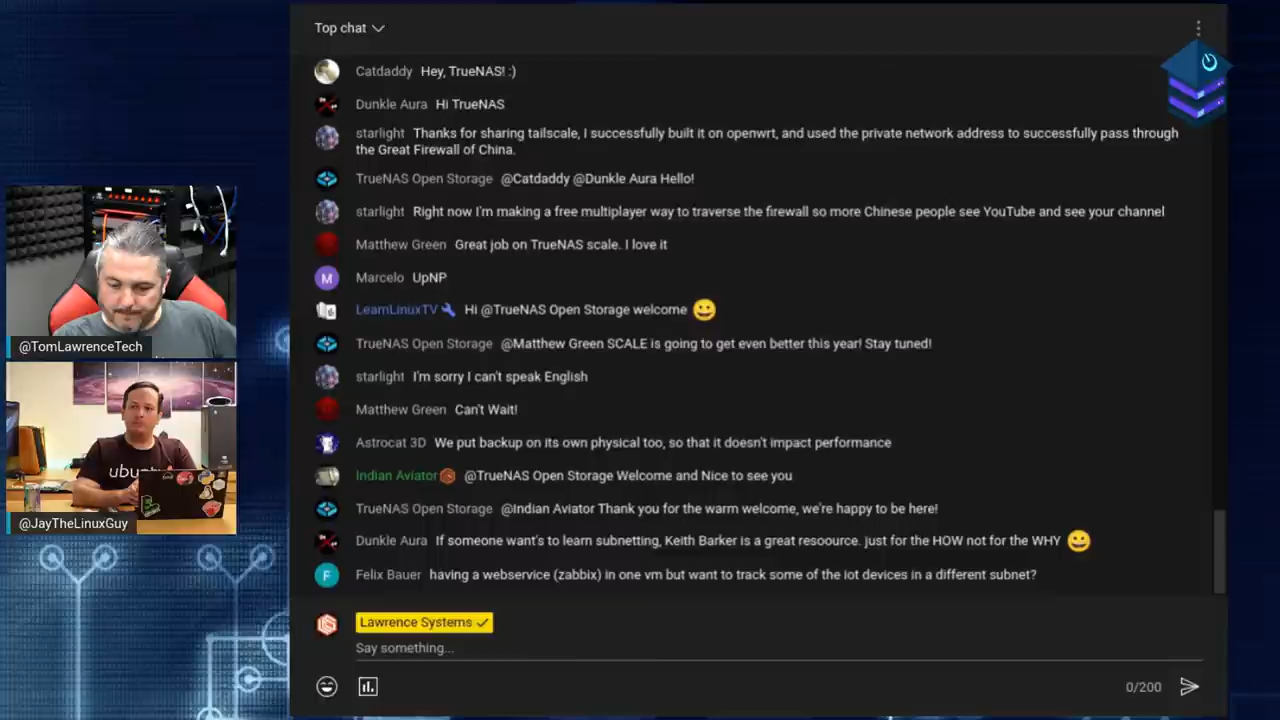 Top chat
Catdaddy Hey, TrueNAS! :)
Dunkle Aura Hi TrueNAS
starlight Thanks for sharing tailscale, I successfully built it on openwrt, and used the private network address to successfully pass through
the Great Firewall of China.
TrueNAS Open Storage @Catdaddy @Dunkle Aura Hello!
starlight Right now I'm making a free multiplayer way to traverse the firewall so more Chinese people see YouTube and see your channel
Matthew Green Great job on TrueNAS scale. I love it
M Marcelo UpNP
LearnLinuxTV Hi @TrueNAS Open Storage welcome 😀
TrueNAS Open Storage @Matthew Green SCALE is going to get even better this year! Stay tuned!
starlight I'm sorry I can't speak English
Matthew Green Can't Wait!
Astrocat 3D We put backup on its own physical too, so that it doesn't impact performance
Indian Aviator @TrueNAS Open Storage Welcome and Nice to see you
TrueNAS Open Storage @Indian Aviator Thank you for the warm welcome, we're happy to be here!
Dunkle Aura If someone want's to learn subnetting, Keith Barker is a great resoource. just for the HOW not for the WHY 😀
F Felix Bauer having a webservice (zabbix) in one vm but want to track some of the iot devices in a different subnet?
Lawrence Systems
Say something...
0/200
@TomLawrenceTech
ubu
@JayTheLinuxGuy